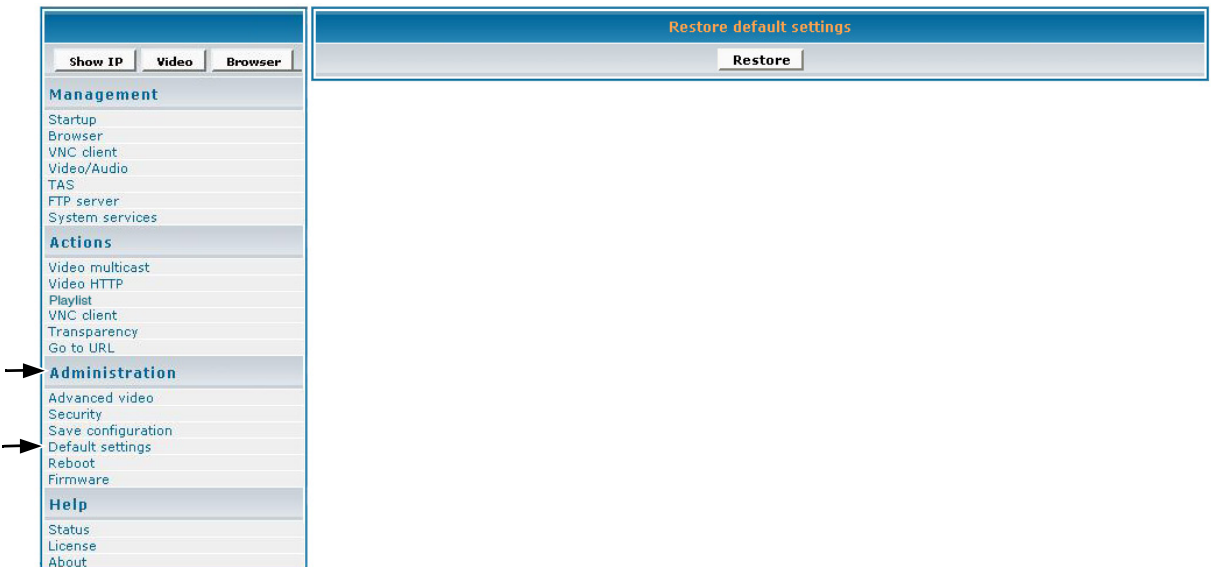 Restore default settings
Show IP Video Browser
Restore
Management
Startup
Browser
VNC client
Video/Audio
TAS
FTP server
System services
Actions
Video multicast
Video HTTP
Playlist
VNC client
Transparency
Go to URL
Administration
Advanced video
Security
Save configuration
Default settings
Reboot
Firmware
Help
Status
License
About